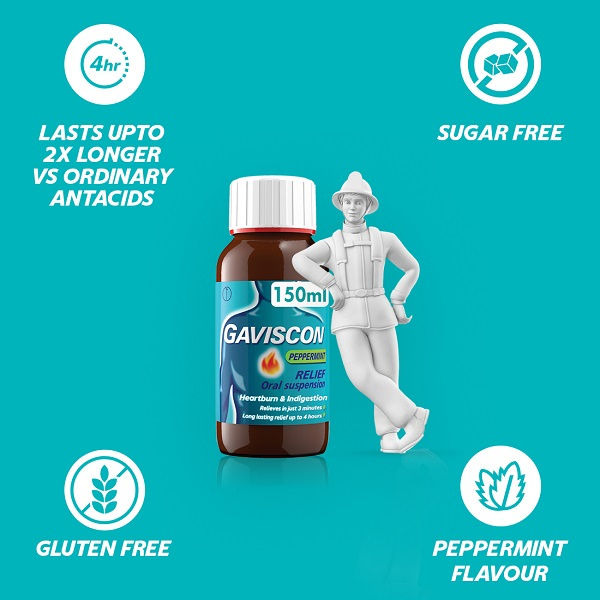 4hr
LASTS UPTO
2X LONGER
VS ORDINARY
ANTACIDS
SUGAR FREE
150ml
GAVISCON
PEPPERMINT
RELIEF
Oral suspension
Heartburn & Indigestion
Relieves in just 3 minutes
Long lasting relief up to 4 hours
GLUTEN FREE
PEPPERMINT
FLAVOUR